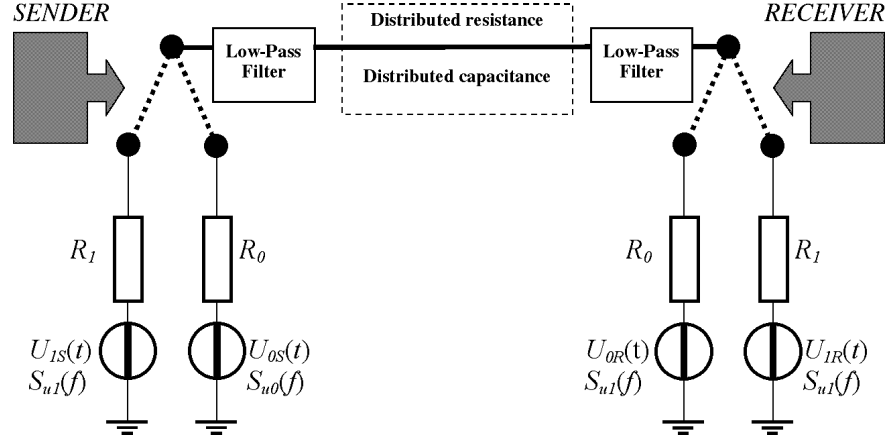 SENDER
Distributed resistance
RECEIVER
Low-Pass
Filter
Distributed capacitance
Low-Pass
Filter
R1
R0
R0
R1
U1S(t)
Su1(f)
U0S(t)
Su0(f)
U0R(t)
Su1(f)
U1R(t)
Su1(f)